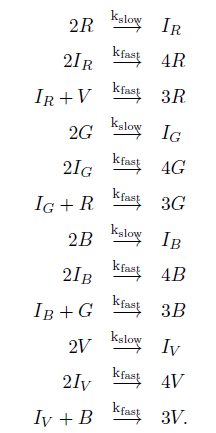 2R k_slow → I_R
2I_R k_fast → 4R
I_R + V k_fast → 3R
2G k_slow → I_G
2I_G k_fast → 4G
I_G + R k_fast → 3G
2B k_slow → I_B
2I_B k_fast → 4B
I_B + G k_fast → 3B
2V k_slow → I_V
2I_V k_fast → 4V
I_V + B k_fast → 3V.